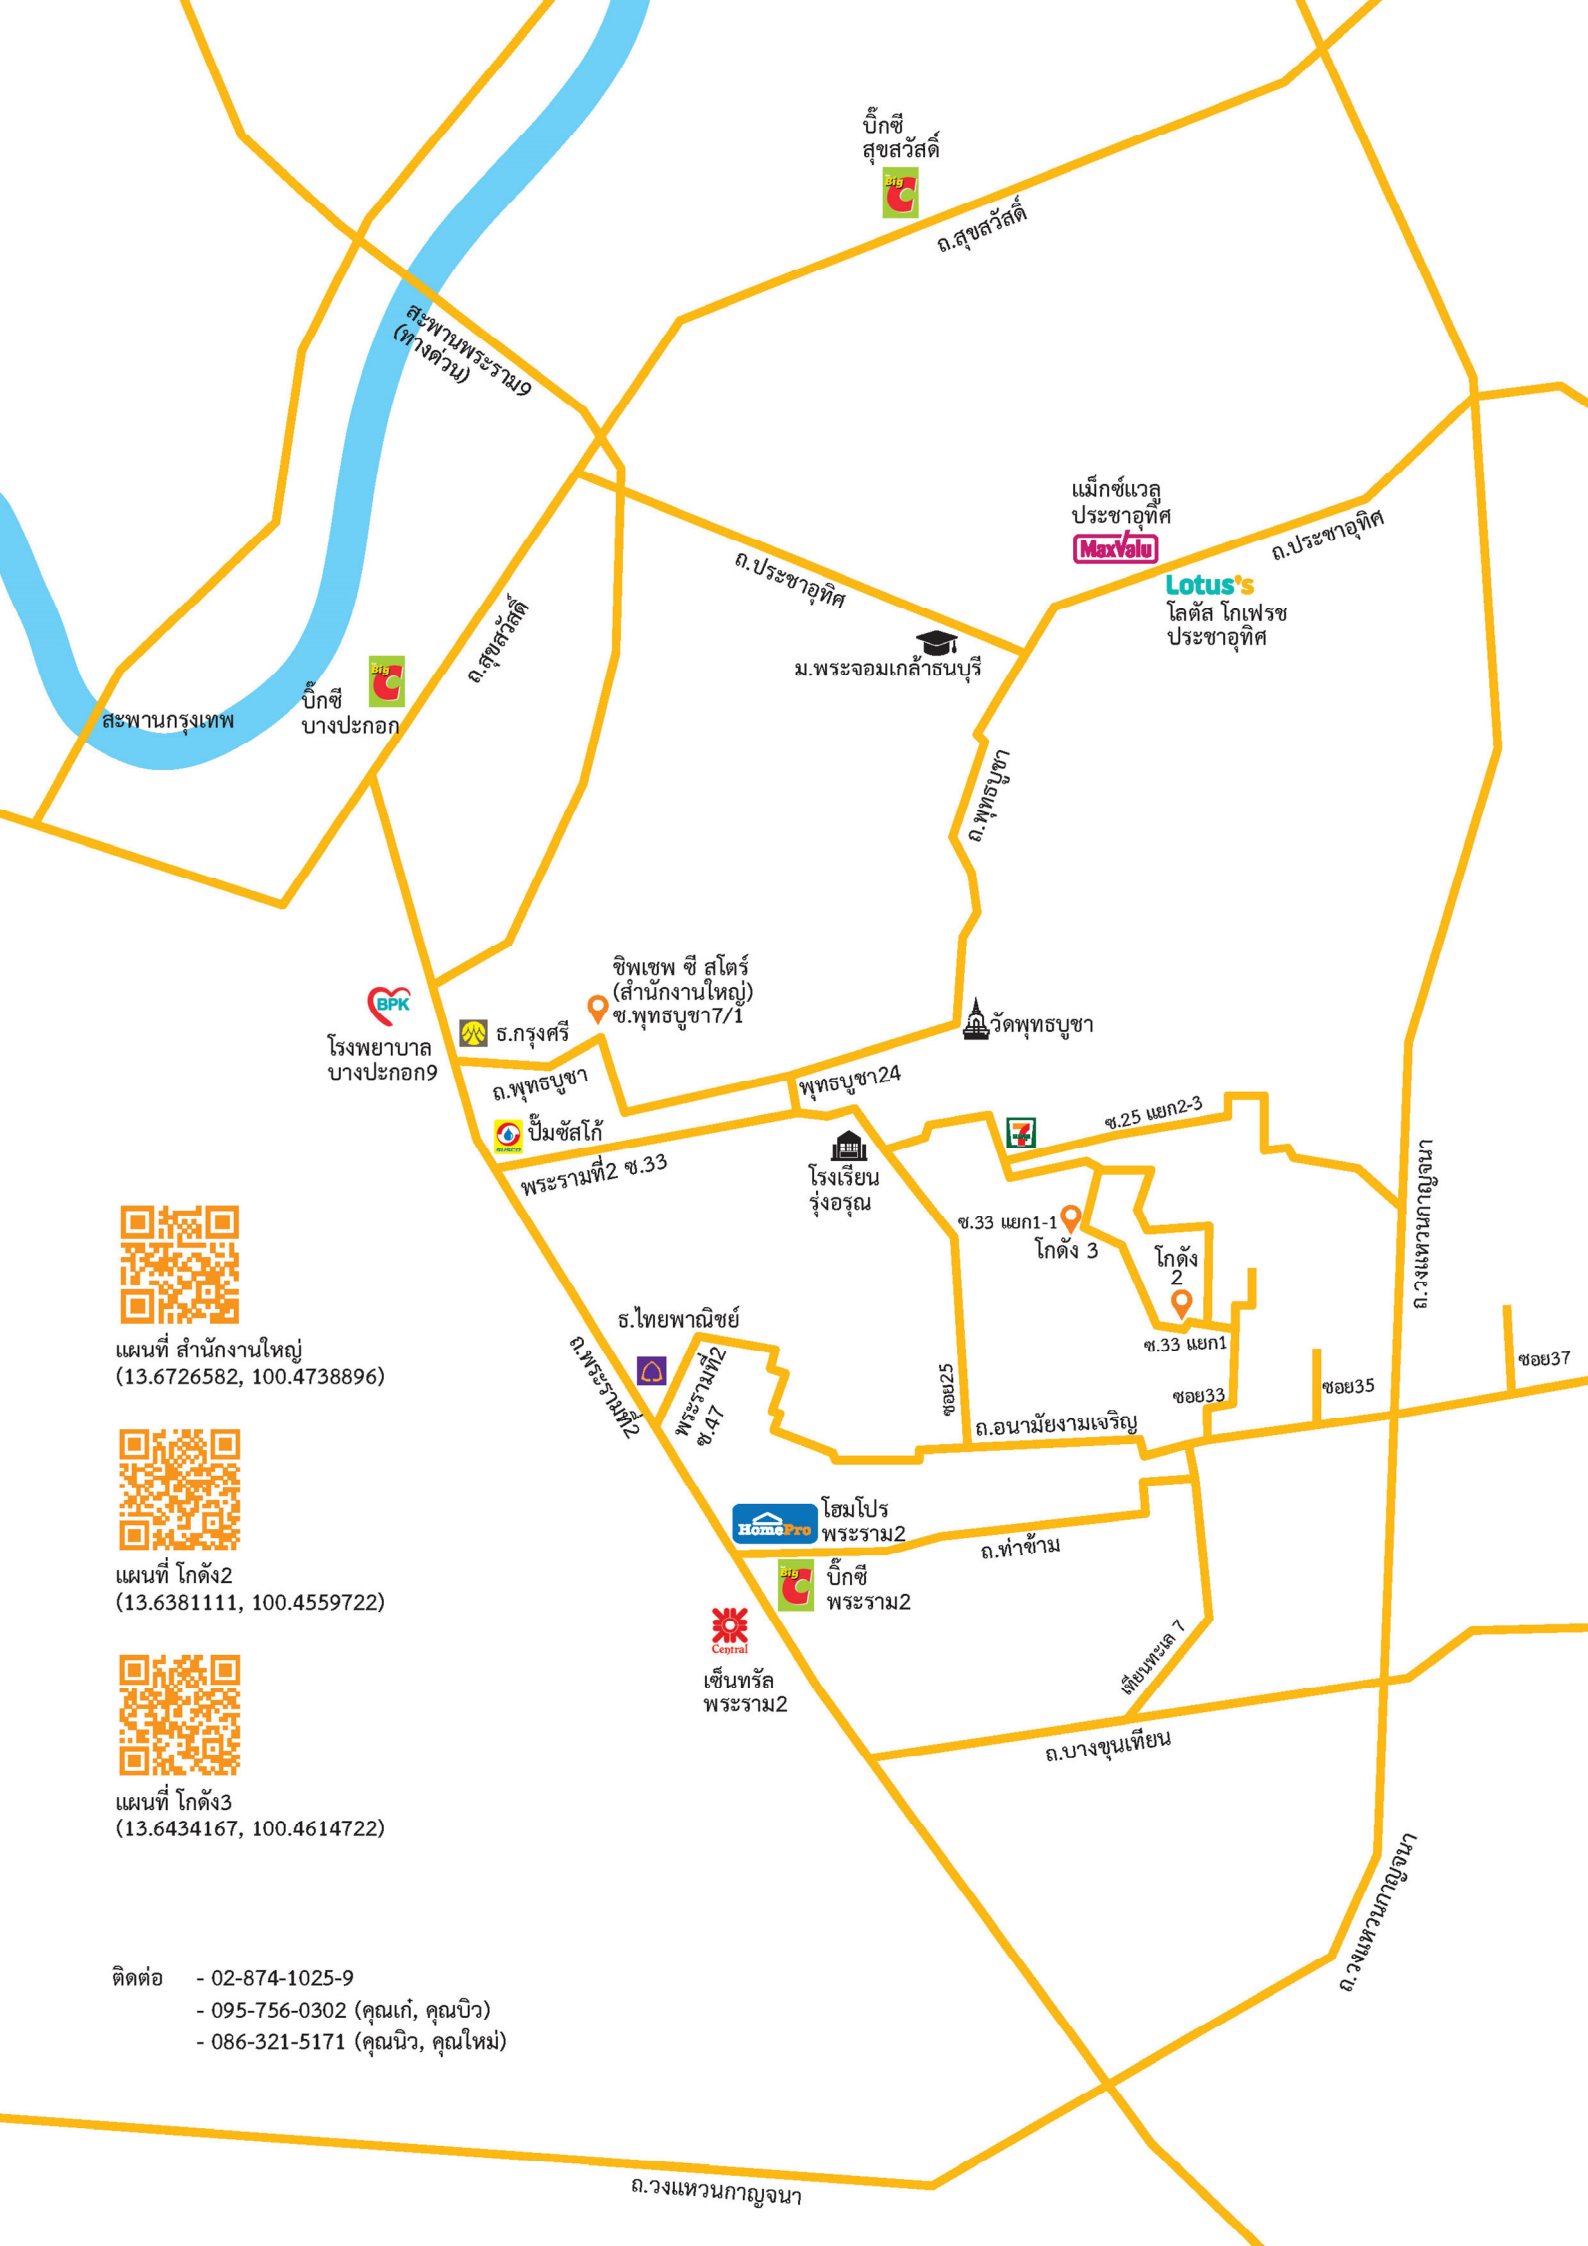 บิ๊กซี
สุขสวัสดิ์
Big C
ถ.สุขสวัสดิ์
สะพานพระราม9
(ทางด่วน)
แม็กซ์แวลู
ประชาอุทิศ
MaxValu
ถ.ประชาอุทิศ
Lotus's
โลตัส โกเฟรช
ประชาอุทิศ
ถ.ประชาอุทิศ
ม.พระจอมเกล้าธนบุรี
ถ.สุขสวัสดิ์
Big C
บิ๊กซี
บางปะกอก
สะพานกรุงเทพ
ถ.พุทธบูชา
ชิพเชพ ซี สโตร์
(สำนักงานใหญ่)
ซ.พุทธบูชา7/1
BPK
โรงพยาบาล
บางปะกอก9
ธ.กรุงศรี
วัดพุทธบูชา
ถ.พุทธบูชา
พุทธบูชา24
ปั๊มซัสโก้
พระรามที่2 ซ.33
โรงเรียน
รุ่งอรุณ
7
ซ.25 แยก2-3
ถ.วงแหวนกาญจนา
ซ.33 แยก1-1
โกดัง 3
โกดัง
2
ซ.33 แยก1
ซอย33
ซอย35
ซอย37
ซอย25
ถ.อนามัยงามเจริญ
ธ.ไทยพาณิชย์
ถ.พระรามที่2
พระรามที่2
ซ.47
HomePro
โฮมโปร
พระราม2
ถ.ท่าข้าม
Big C
บิ๊กซี
พระราม2
Central
เซ็นทรัล
พระราม2
เทียนทะเล 7
ถ.บางขุนเทียน
ถ.วงแหวนกาญจนา
ถ.วงแหวนกาญจนา
แผนที่ สำนักงานใหญ่
(13.6726582, 100.4738896)
แผนที่ โกดัง2
(13.6381111, 100.4559722)
แผนที่ โกดัง3
(13.6434167, 100.4614722)
ติดต่อ - 02-874-1025-9
- 095-756-0302 (คุณเก๋, คุณบิว)
- 086-321-5171 (คุณนิว, คุณใหม่)